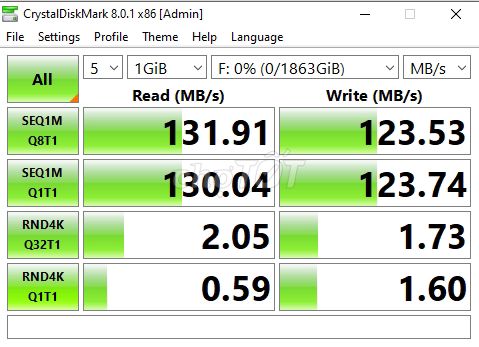 CrystalDiskMark 8.0.1 x86 [Admin]
File Settings Profile Theme Help Language
All 5 1GiB F: 0% (0/1863GiB) MB/s
Read (MB/s) Write (MB/s)
SEQ1M Q8T1 131.91 123.53
SEQ1M Q1T1 130.04 123.74
RND4K Q32T1 2.05 1.73
RND4K Q1T1 0.59 1.60